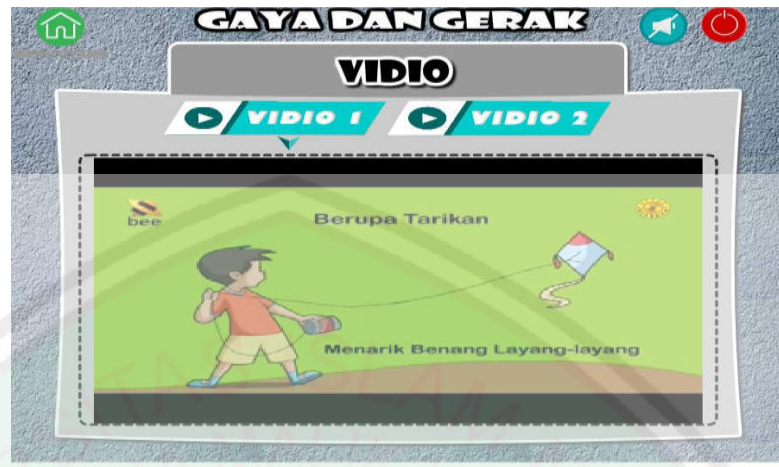 GAYA DAN GERAK
VIDIO
VIDIO 1
VIDIO 2
bee
Berupa Tarikan
Menarik Benang Layang-layang